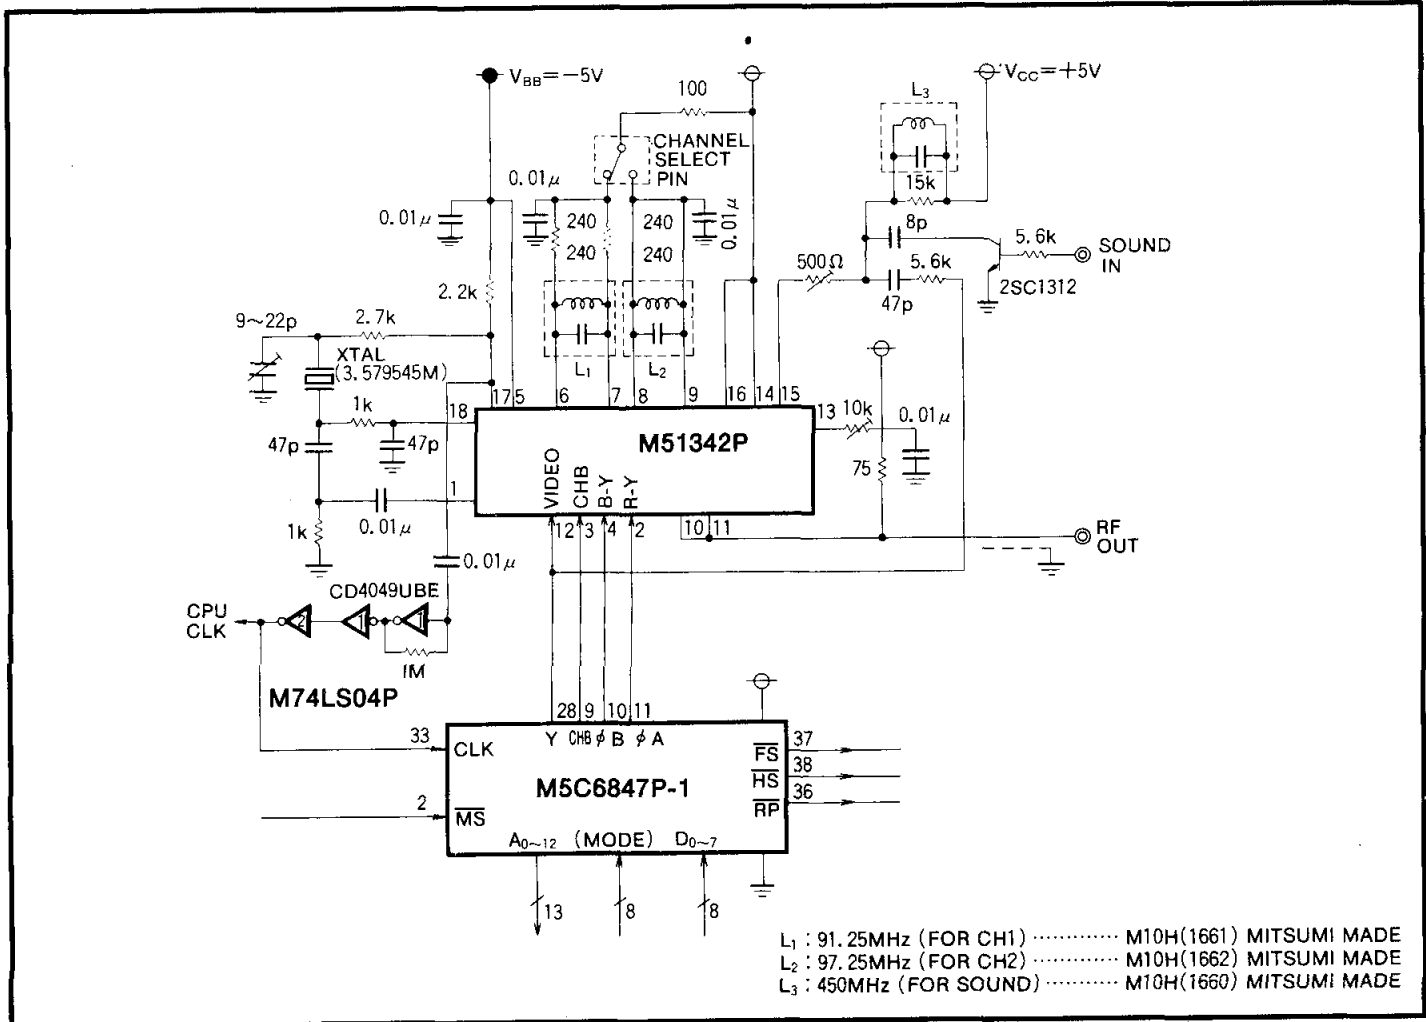 VBB=−5V
VCC=+5V
100
L3
CHANNEL
SELECT
PIN
15k
0.01μ
0.01μ
0.01μ
240
240
240
240
8p
5.6k
SOUND
IN
500Ω
5.6k
47p
2SC1312
2.2k
9~22p
2.7k
XTAL
(3.579545M)
L1
L2
1k
18
17
5
6
7
8
9
16
14
15
13
10k
0.01μ
47p
47p
M51342P
75
1
VIDEO
CHB
B-Y
R-Y
0.01μ
1k
12
3
4
2
10
11
RF
OUT
0.01μ
CD4049UBE
CPU
CLK
2
1
1
1M
M74LS04P
28
9
10
11
33
CLK
Y
CHB
φB
φA
FS
37
M5C6847P-1
HS
38
2
MS
RP
36
A0~12
(MODE)
D0~7
13
8
8
L1 : 91.25MHz (FOR CH1) ············ M10H(1661) MITSUMI MADE
L2 : 97.25MHz (FOR CH2) ············ M10H(1662) MITSUMI MADE
L3 : 450MHz (FOR SOUND) ·········· M10H(1660) MITSUMI MADE